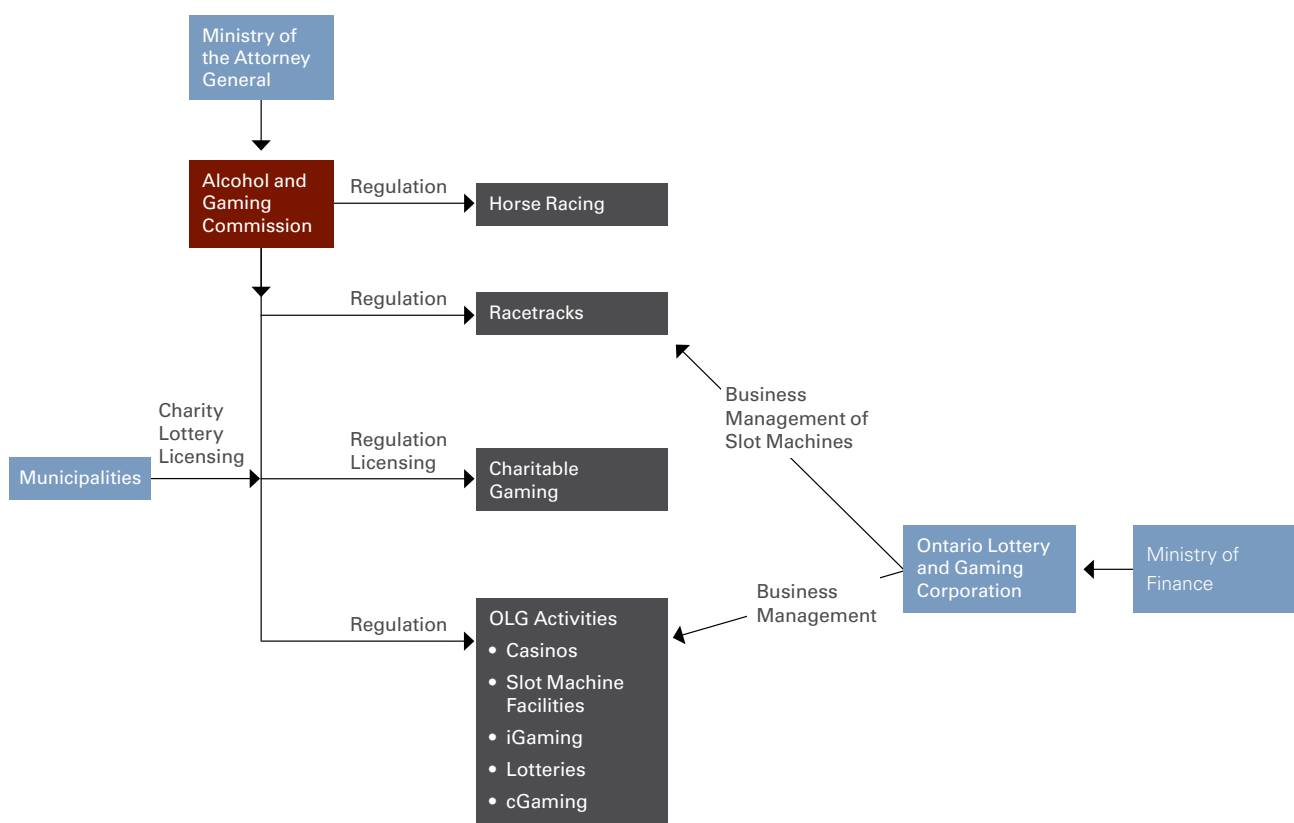 Ministry of
the Attorney
General
Alcohol and
Gaming
Commission
Regulation
Horse Racing
Regulation
Racetracks
Business
Management of
Slot Machines
Charity
Lottery
Licensing
Municipalities
Regulation
Licensing
Charitable
Gaming
Ontario Lottery
and Gaming
Corporation
Ministry of
Finance
Business
Management
Regulation
OLG Activities
• Casinos
• Slot Machine
Facilities
• iGaming
• Lotteries
• cGaming